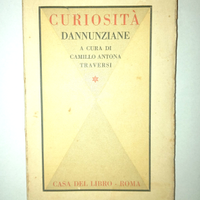 CURIOSITÀ
DANNUNZIANE
A CURA DI
CAMILLO ANTONA
TRAVERSI
CASA DEL LIBRO - ROMA